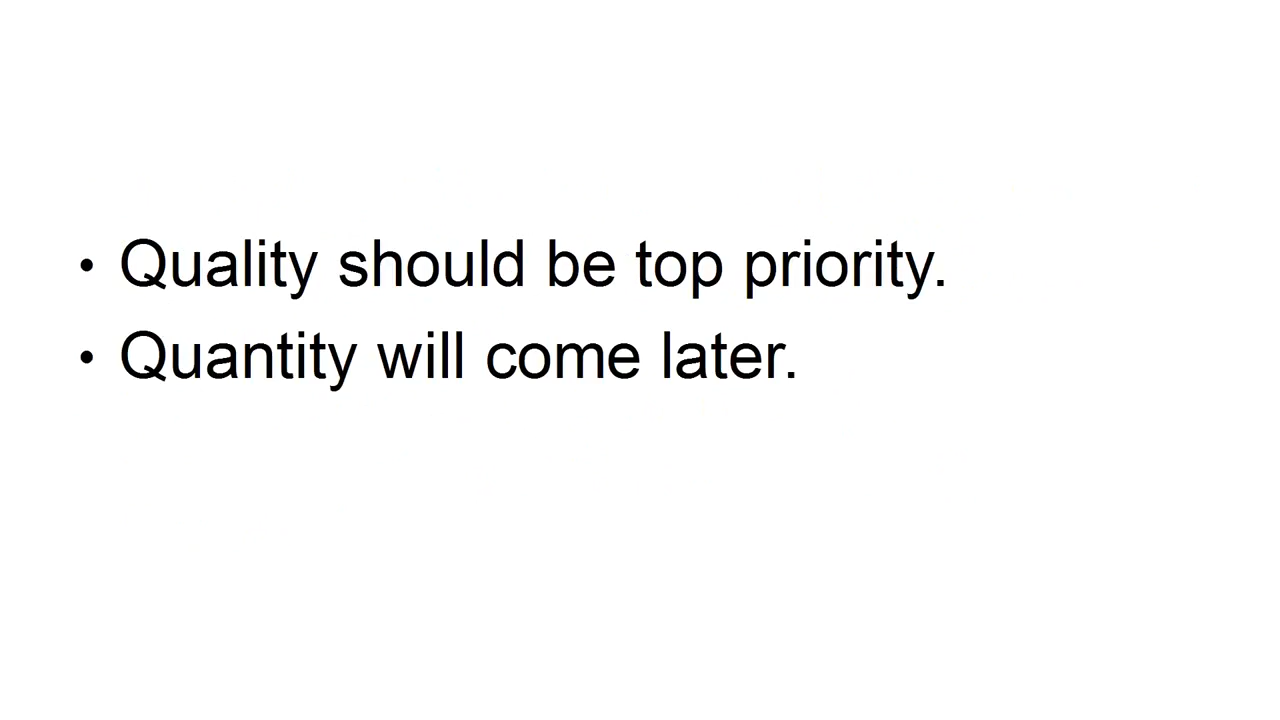 • Quality should be top priority.
• Quantity will come later.